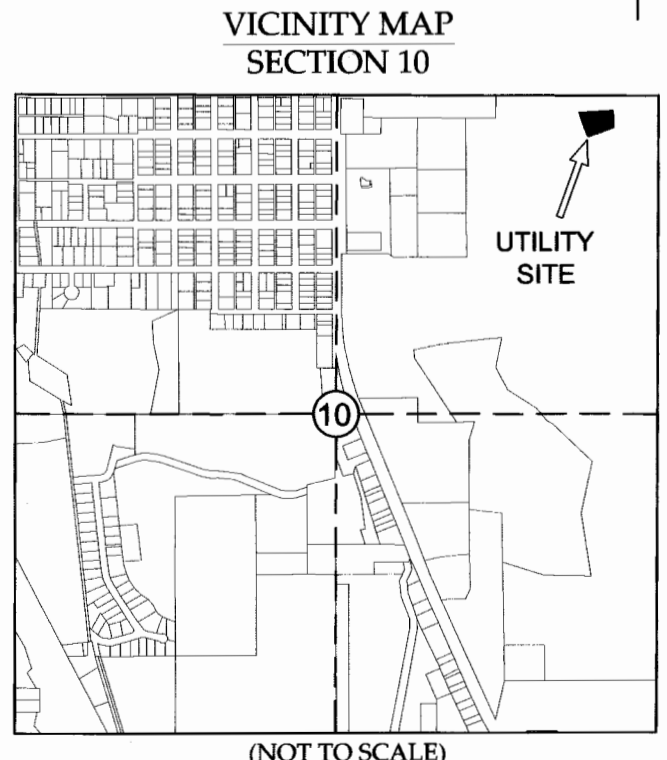 VICINITY MAP
SECTION 10
UTILITY
SITE
10
(NOT TO SCALE)